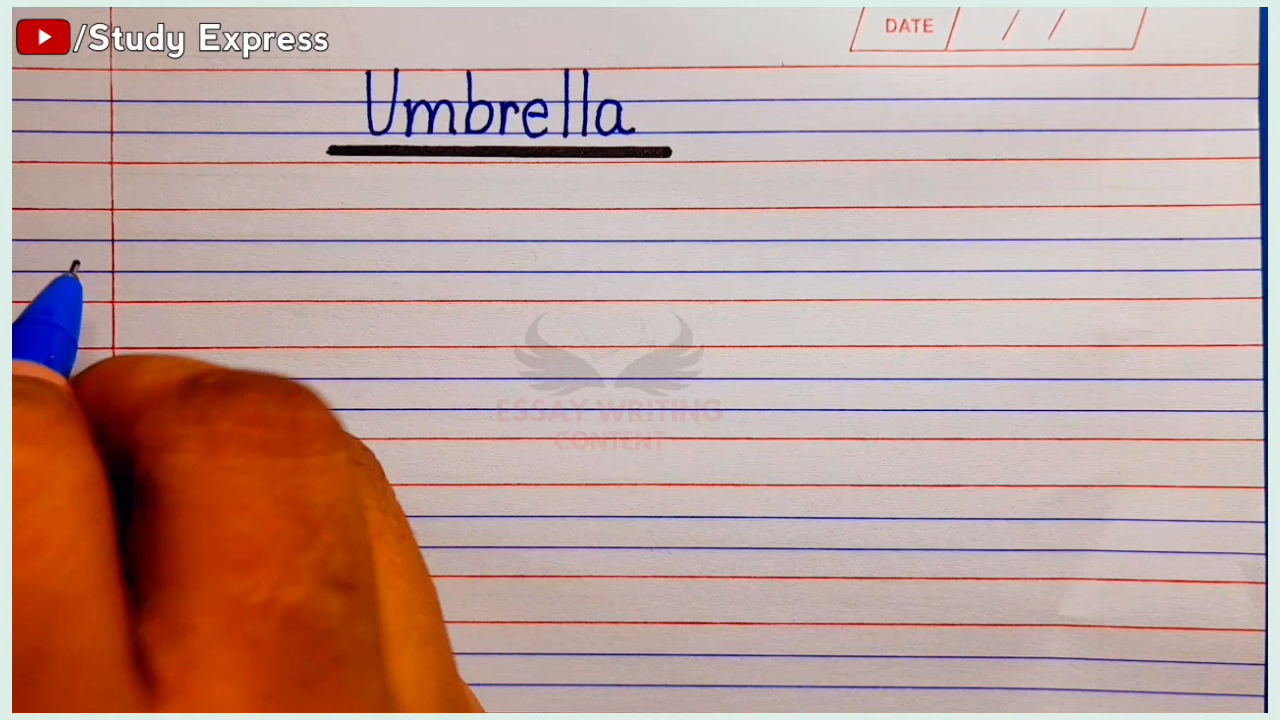 /Study Express
DATE / /
Umbrella
ESSAY WRITING
CONTENT